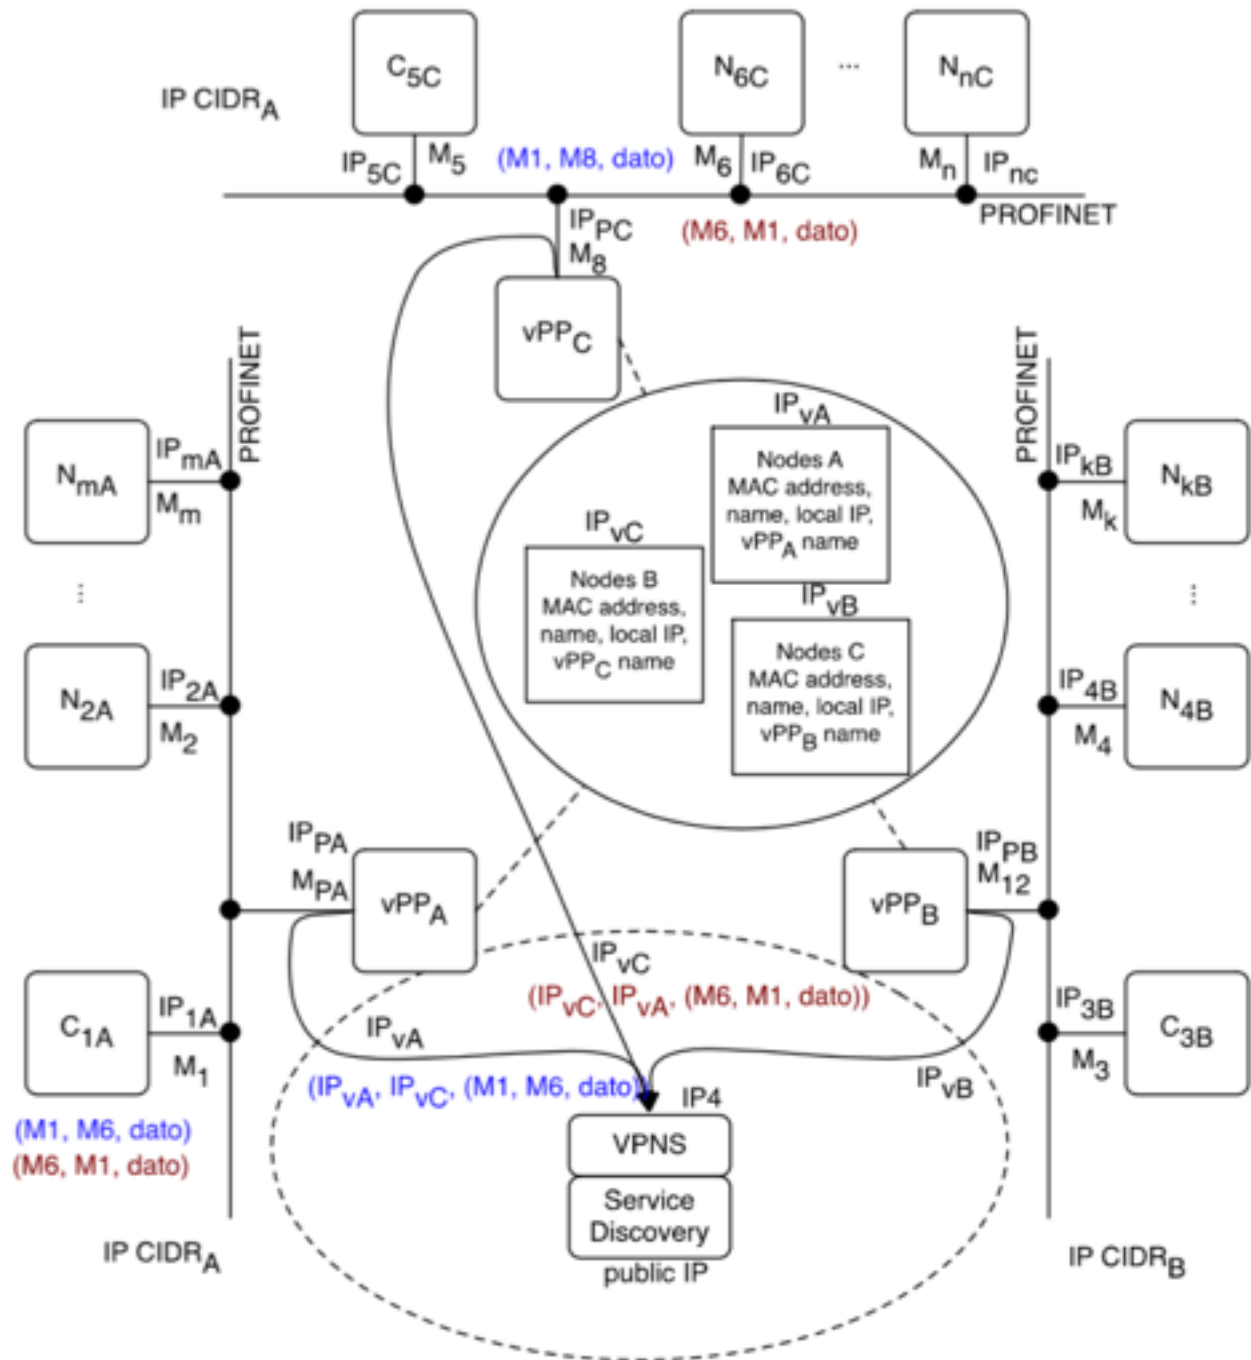 C5C
N6C
...
NnC
IP CIDRA
IP5C
M5
(M1, M8, dato)
M6
IP6C
Mn
IPnc
PROFINET
IPPC
M8
(M6, M1, dato)
vPPC
PROFINET
NmA
IPmA
Mm
...
N2A
IP2A
M2
IPPA
MPA
vPPA
C1A
IP1A
M1
(M1, M6, dato)
(M6, M1, dato)
IP CIDRA
IPvA
Nodes A
MAC address,
name, local IP,
vPPA name
IPvC
Nodes B
MAC address,
name, local IP,
vPPC name
IPvB
Nodes C
MAC address,
name, local IP,
vPPB name
PROFINET
IPkB
Mk
NkB
...
IP4B
M4
N4B
vPPB
IPPB
M12
IP3B
M3
C3B
IPvC
(IPvC, IPvA, (M6, M1, dato))
IPvA
IPvB
(IPvA, IPvC, (M1, M6, dato)
IP4
VPNS
Service
Discovery
public IP
IP CIDRB